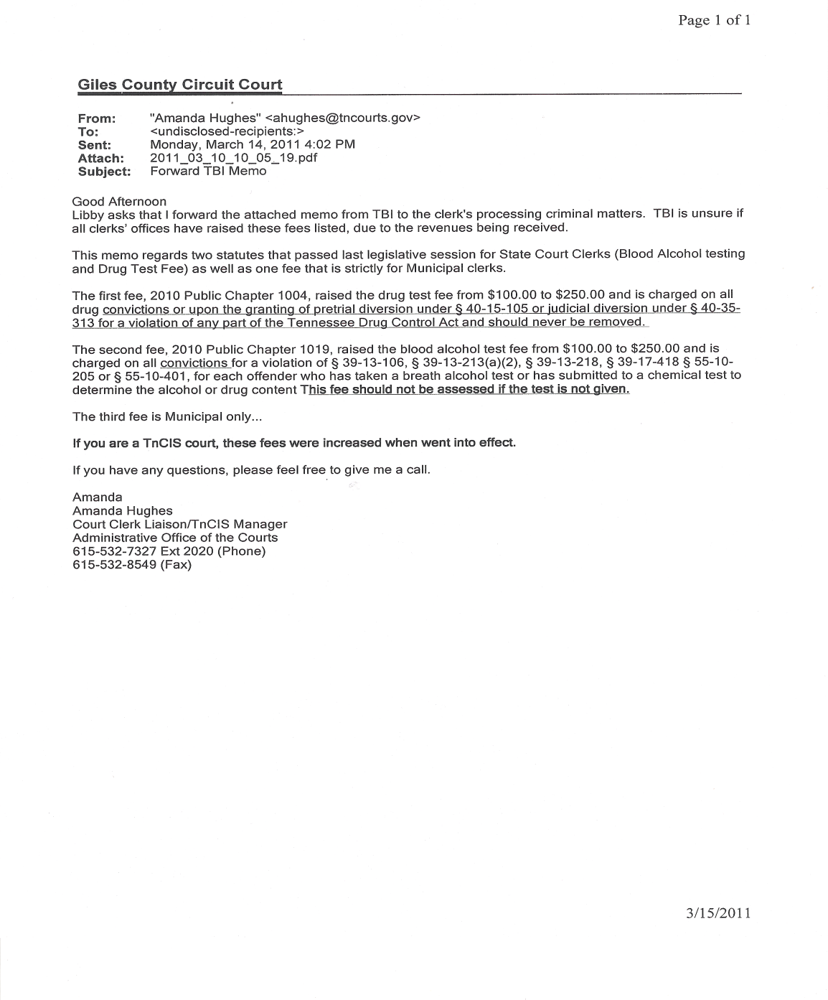 Page 1 of 1
Giles County Circuit Court
From: "Amanda Hughes" <ahughes@tncourts.gov>
To: <undisclosed-recipients:>
Sent: Monday, March 14, 2011 4:02 PM
Attach: 2011_03_10_10_05_19.pdf
Subject: Forward TBI Memo
Good Afternoon
Libby asks that I forward the attached memo from TBI to the clerk's processing criminal matters. TBI is unsure if
all clerks' offices have raised these fees listed, due to the revenues being received.
This memo regards two statutes that passed last legislative session for State Court Clerks (Blood Alcohol testing
and Drug Test Fee) as well as one fee that is strictly for Municipal clerks.
The first fee, 2010 Public Chapter 1004, raised the drug test fee from $100.00 to $250.00 and is charged on all
drug convictions or upon the granting of pretrial diversion under § 40-15-105 or judicial diversion under § 40-35-
313 for a violation of any part of the Tennessee Drug Control Act and should never be removed.
The second fee, 2010 Public Chapter 1019, raised the blood alcohol test fee from $100.00 to $250.00 and is
charged on all convictions for a violation of § 39-13-106, § 39-13-213(a)(2), § 39-13-218, § 39-17-418 § 55-10-
205 or § 55-10-401, for each offender who has taken a breath alcohol test or has submitted to a chemical test to
determine the alcohol or drug content This fee should not be assessed if the test is not given.
The third fee is Municipal only...
If you are a TnCIS court, these fees were increased when went into effect.
If you have any questions, please feel free to give me a call.
Amanda
Amanda Hughes
Court Clerk Liaison/TnCIS Manager
Administrative Office of the Courts
615-532-7327 Ext 2020 (Phone)
615-532-8549 (Fax)
3/15/2011